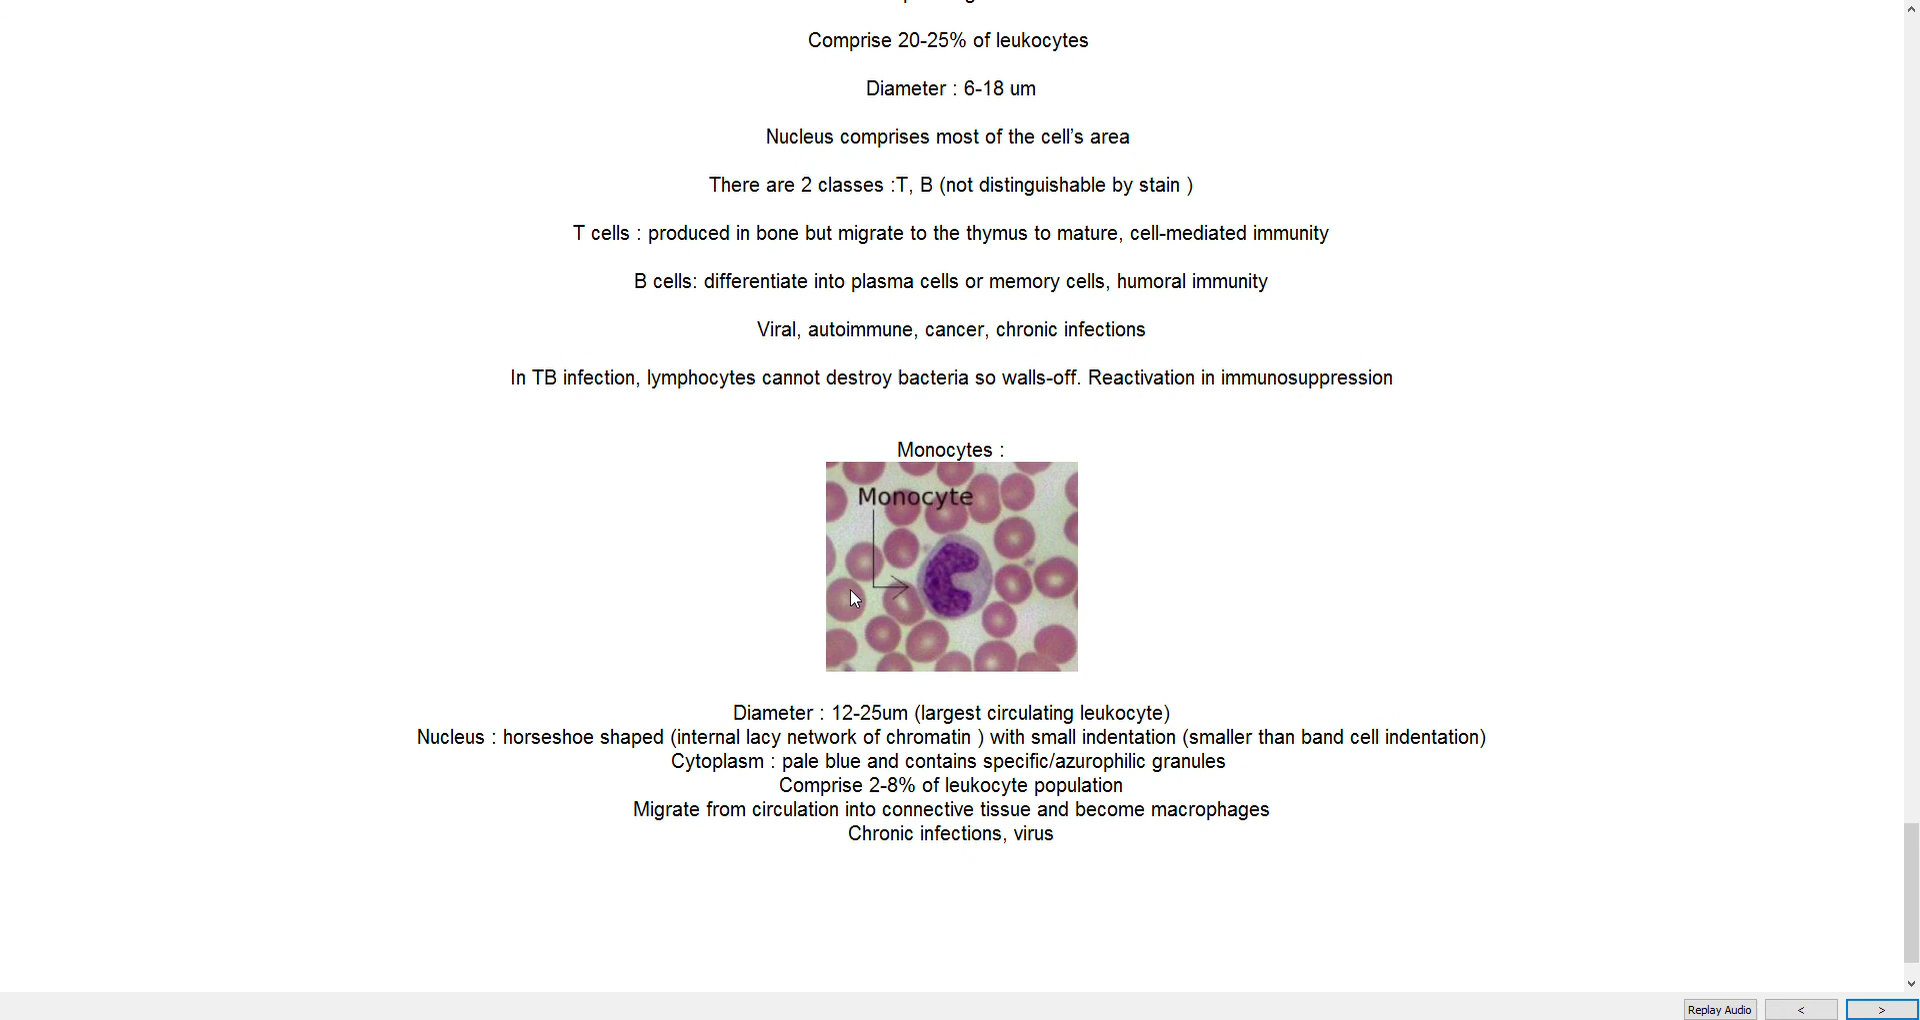 Comprise 20-25% of leukocytes
Diameter : 6-18 um
Nucleus comprises most of the cell’s area
There are 2 classes :T, B (not distinguishable by stain )
T cells : produced in bone but migrate to the thymus to mature, cell-mediated immunity
B cells: differentiate into plasma cells or memory cells, humoral immunity
Viral, autoimmune, cancer, chronic infections
In TB infection, lymphocytes cannot destroy bacteria so walls-off. Reactivation in immunosuppression
Monocytes :
Monocyte
Diameter : 12-25um (largest circulating leukocyte)
Nucleus : horseshoe shaped (internal lacy network of chromatin ) with small indentation (smaller than band cell indentation)
Cytoplasm : pale blue and contains specific/azurophilic granules
Comprise 2-8% of leukocyte population
Migrate from circulation into connective tissue and become macrophages
Chronic infections, virus
Replay Audio < >